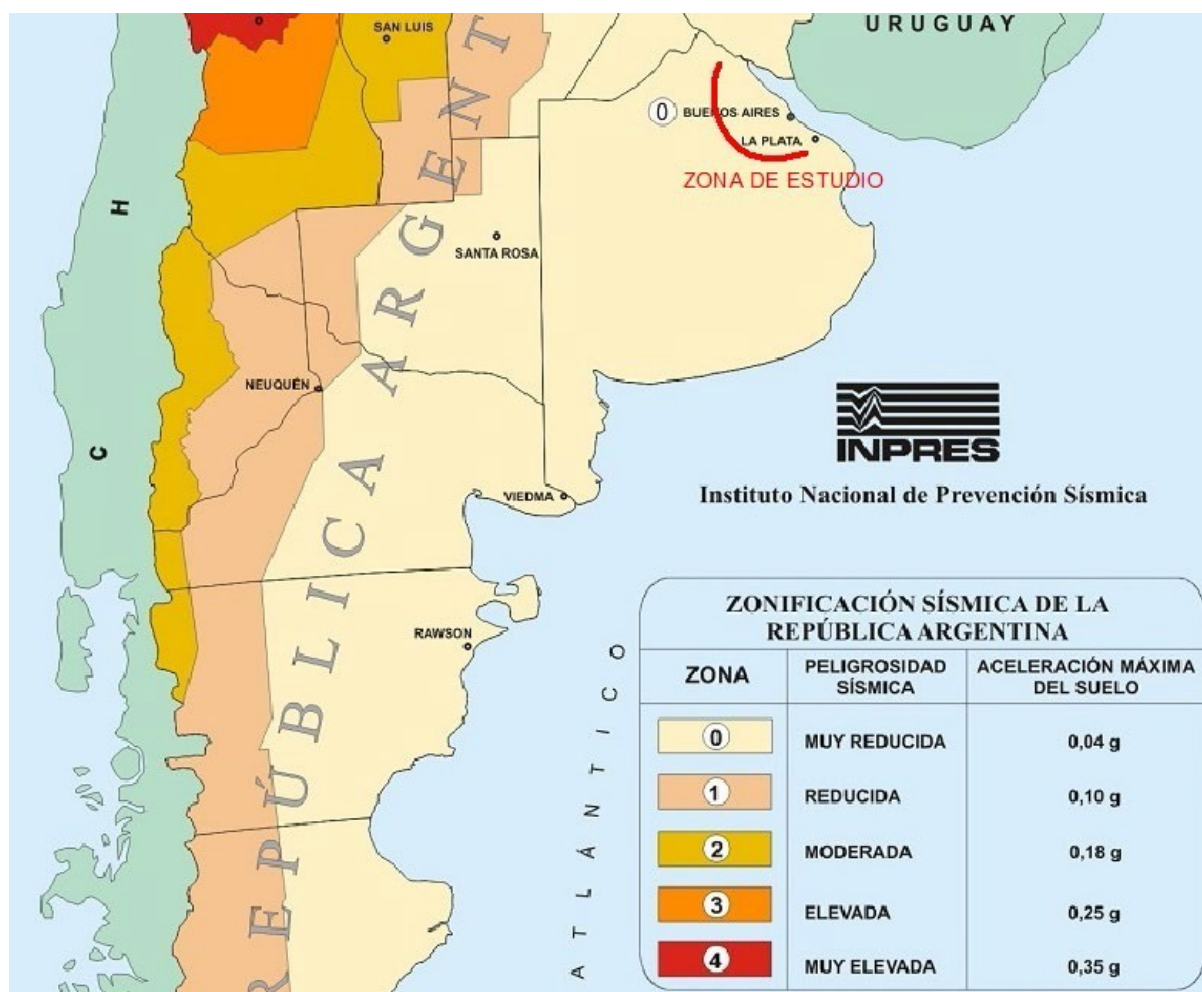 URUGUAY
SAN LUIS
0 BUENOS AIRES
LA PLATA
ZONA DE ESTUDIO
CH
SANTA ROSA
REPÚBLICA ARGENT
NEUQUÉN
INPRES
Instituto Nacional de Prevención Sísmica
VIEDMA
RAWSON
ATLÁNTICO
ZONIFICACIÓN SÍSMICA DE LA
REPÚBLICA ARGENTINA
ZONA PELIGROSIDAD SÍSMICA ACELERACIÓN MÁXIMA DEL SUELO
0 MUY REDUCIDA 0,04 g
1 REDUCIDA 0,10 g
2 MODERADA 0,18 g
3 ELEVADA 0,25 g
4 MUY ELEVADA 0,35 g